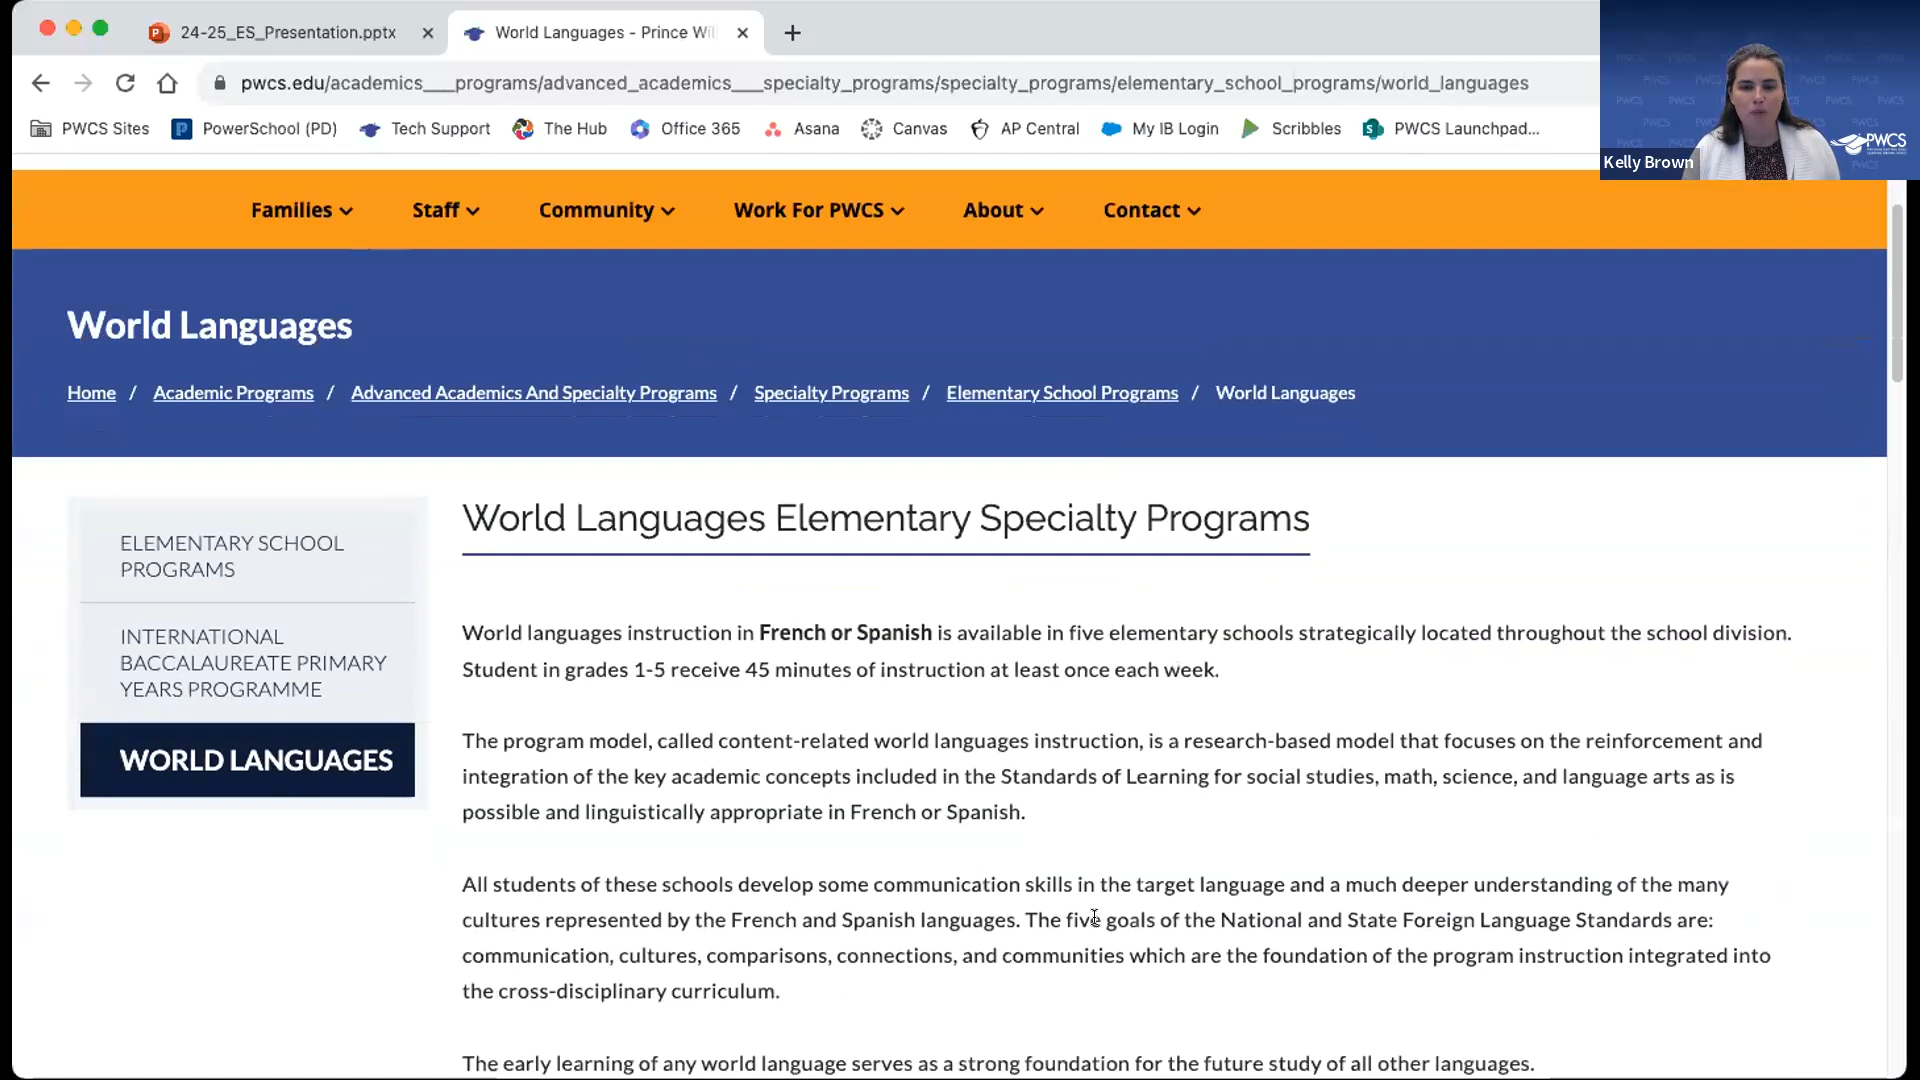 24-25_ES_Presentation.pptx
World Languages - Prince Wil
pwcs.edu/academics___programs/advanced_academics___specialty_programs/specialty_programs/elementary_school_programs/world_languages
PWCS Sites
PowerSchool (PD)
Tech Support
The Hub
Office 365
Asana
Canvas
AP Central
My IB Login
Scribbles
PWCS Launchpad...
PWCS
Kelly Brown
Families
Staff
Community
Work For PWCS
About
Contact
World Languages
Home / Academic Programs / Advanced Academics And Specialty Programs / Specialty Programs / Elementary School Programs / World Languages
ELEMENTARY SCHOOL
PROGRAMS
INTERNATIONAL
BACCALAUREATE PRIMARY
YEARS PROGRAMME
WORLD LANGUAGES
World Languages Elementary Specialty Programs
World languages instruction in French or Spanish is available in five elementary schools strategically located throughout the school division.
Student in grades 1-5 receive 45 minutes of instruction at least once each week.
The program model, called content-related world languages instruction, is a research-based model that focuses on the reinforcement and
integration of the key academic concepts included in the Standards of Learning for social studies, math, science, and language arts as is
possible and linguistically appropriate in French or Spanish.
All students of these schools develop some communication skills in the target language and a much deeper understanding of the many
cultures represented by the French and Spanish languages. The five goals of the National and State Foreign Language Standards are:
communication, cultures, comparisons, connections, and communities which are the foundation of the program instruction integrated into
the cross-disciplinary curriculum.
The early learning of any world language serves as a strong foundation for the future study of all other languages.